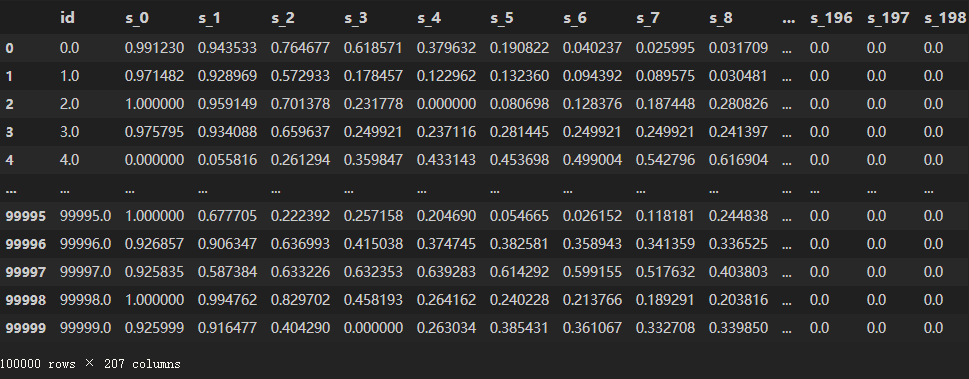 id s_0 s_1 s_2 s_3 s_4 s_5 s_6 s_7 s_8 ... s_196 s_197 s_198
0 0.0 0.991230 0.943533 0.764677 0.618571 0.379632 0.190822 0.040237 0.025995 0.031709 ... 0.0 0.0 0.0
1 1.0 0.971482 0.928969 0.572933 0.178457 0.122962 0.132360 0.094392 0.089575 0.030481 ... 0.0 0.0 0.0
2 2.0 1.000000 0.959149 0.701378 0.231778 0.000000 0.080698 0.128376 0.187448 0.280826 ... 0.0 0.0 0.0
3 3.0 0.975795 0.934088 0.659637 0.249921 0.237116 0.281445 0.249921 0.249921 0.241397 ... 0.0 0.0 0.0
4 4.0 0.000000 0.055816 0.261294 0.359847 0.433143 0.453698 0.499004 0.542796 0.616904 ... 0.0 0.0 0.0
... ... ... ... ... ... ... ... ... ... ... ... ... ... ...
99995 99995.0 1.000000 0.677705 0.222392 0.257158 0.204690 0.054665 0.026152 0.118181 0.244838 ... 0.0 0.0 0.0
99996 99996.0 0.926857 0.906347 0.636993 0.415038 0.374745 0.382581 0.358943 0.341359 0.336525 ... 0.0 0.0 0.0
99997 99997.0 0.925835 0.587384 0.633226 0.632353 0.639283 0.614292 0.599155 0.517632 0.403803 ... 0.0 0.0 0.0
99998 99998.0 1.000000 0.994762 0.829702 0.458193 0.264162 0.240228 0.213766 0.189291 0.203816 ... 0.0 0.0 0.0
99999 99999.0 0.925999 0.916477 0.404290 0.000000 0.263034 0.385431 0.361067 0.332708 0.339850 ... 0.0 0.0 0.0
100000 rows × 207 columns